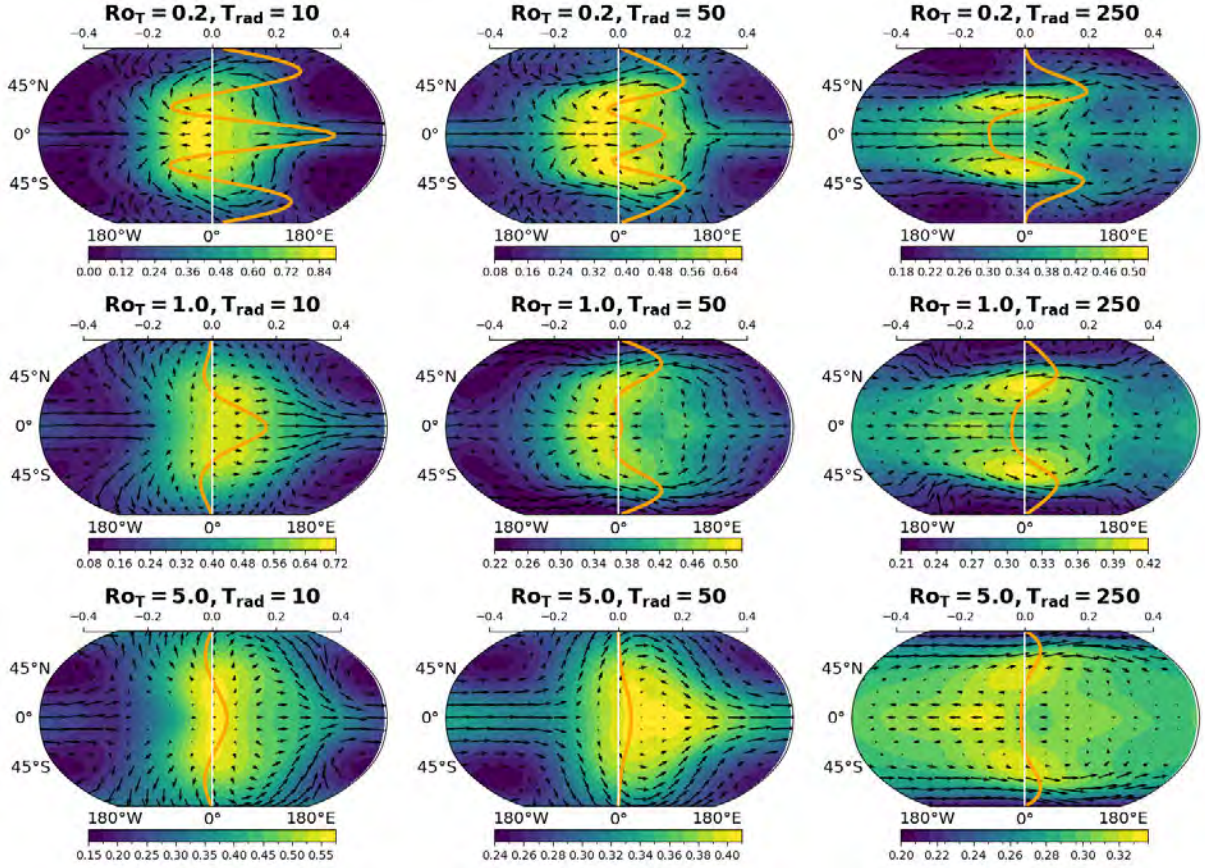 Ro_T = 0.2, T_rad = 10 Ro_T = 0.2, T_rad = 50 Ro_T = 0.2, T_rad = 250
−0.4 −0.2 0.0 0.2 0.4 −0.4 −0.2 0.0 0.2 0.4 −0.4 −0.2 0.0 0.2 0.4
45°N 45°N 45°N
0° 0° 0°
45°S 45°S 45°S
180°W 0° 180°E 180°W 0° 180°E 180°W 0° 180°E
0.00 0.12 0.24 0.36 0.48 0.60 0.72 0.84 0.08 0.16 0.24 0.32 0.40 0.48 0.56 0.64 0.18 0.22 0.26 0.30 0.34 0.38 0.42 0.46 0.50
Ro_T = 1.0, T_rad = 10 Ro_T = 1.0, T_rad = 50 Ro_T = 1.0, T_rad = 250
−0.4 −0.2 0.0 0.2 0.4 −0.4 −0.2 0.0 0.2 0.4 −0.4 −0.2 0.0 0.2 0.4
45°N 45°N 45°N
0° 0° 0°
45°S 45°S 45°S
180°W 0° 180°E 180°W 0° 180°E 180°W 0° 180°E
0.08 0.16 0.24 0.32 0.40 0.48 0.56 0.64 0.72 0.22 0.26 0.30 0.36 0.40 0.46 0.50 0.21 0.24 0.27 0.30 0.33 0.36 0.39 0.42
Ro_T = 5.0, T_rad = 10 Ro_T = 5.0, T_rad = 50 Ro_T = 5.0, T_rad = 250
−0.4 −0.2 0.0 0.2 0.4 −0.4 −0.2 0.0 0.2 0.4 −0.4 −0.2 0.0 0.2 0.4
45°N 45°N 45°N
0° 0° 0°
45°S 45°S 45°S
180°W 0° 180°E 180°W 0° 180°E 180°W 0° 180°E
0.15 0.20 0.25 0.30 0.35 0.40 0.45 0.50 0.55 0.24 0.26 0.28 0.30 0.32 0.34 0.36 0.38 0.40 0.20 0.22 0.24 0.26 0.28 0.30 0.32